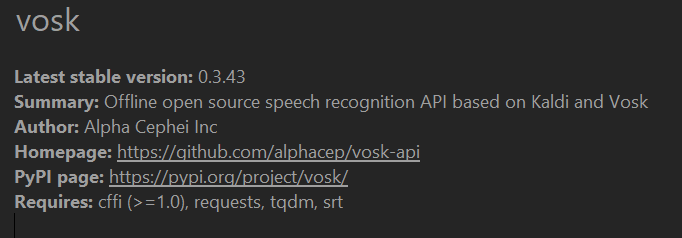 vosk
Latest stable version: 0.3.43
Summary: Offline open source speech recognition API based on Kaldi and Vosk
Author: Alpha Cephei Inc
Homepage: https://github.com/alphacep/vosk-api
PyPI page: https://pypi.org/project/vosk/
Requires: cffi (>=1.0), requests, tqdm, srt